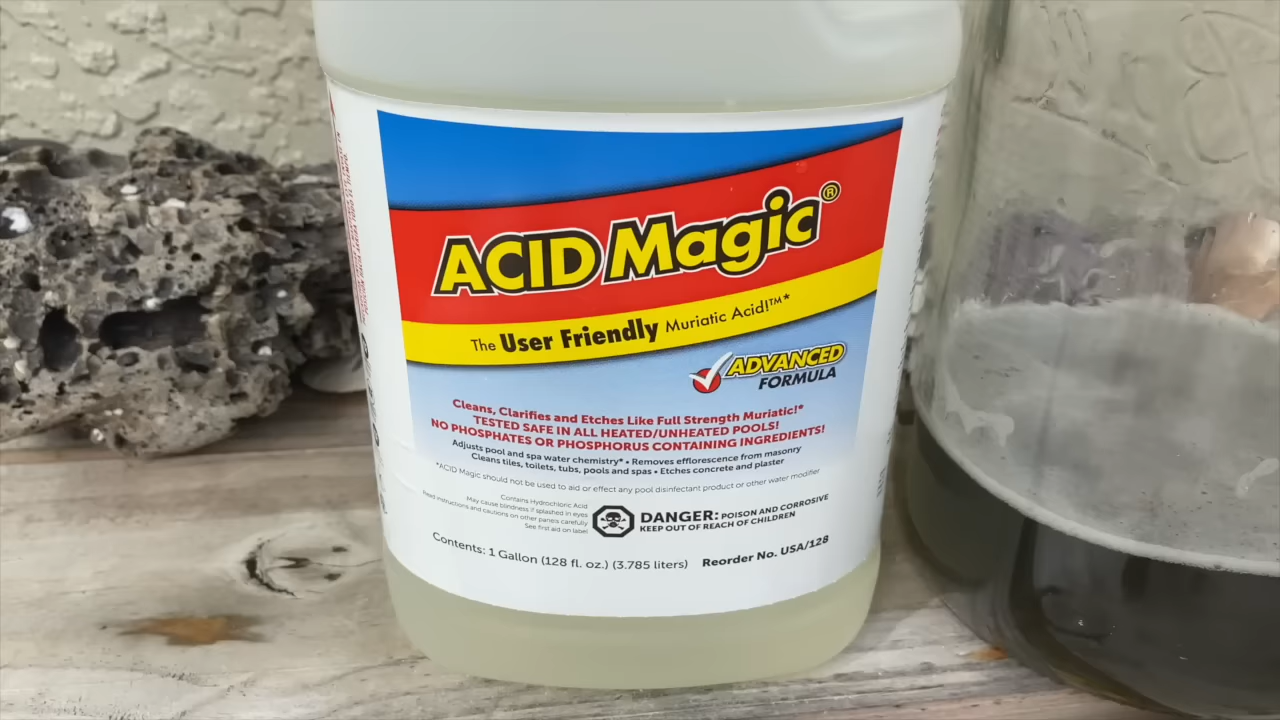 ACID Magic®
The User Friendly Muriatic Acid!™*
ADVANCED
FORMULA
Cleans, Clarifies and Etches Like Full Strength Muriatic!*
TESTED SAFE IN ALL HEATED/UNHEATED POOLS!
NO PHOSPHATES OR PHOSPHORUS CONTAINING INGREDIENTS!
Adjusts pool and spa water chemistry* • Removes efflorescence from masonry
Cleans tiles, toilets, tubs, pools and spas • Etches concrete and plaster
*ACID Magic should not be used to aid or effect any pool disinfectant product or other water modifier
Contains Hydrochloric Acid
May cause blindness if splashed in eyes
Read instructions and cautions on other panels carefully
See first aid on label
DANGER: POISON AND CORROSIVE
KEEP OUT OF REACH OF CHILDREN
Contents: 1 Gallon (128 fl. oz.) (3.785 liters)
Reorder No. USA/128